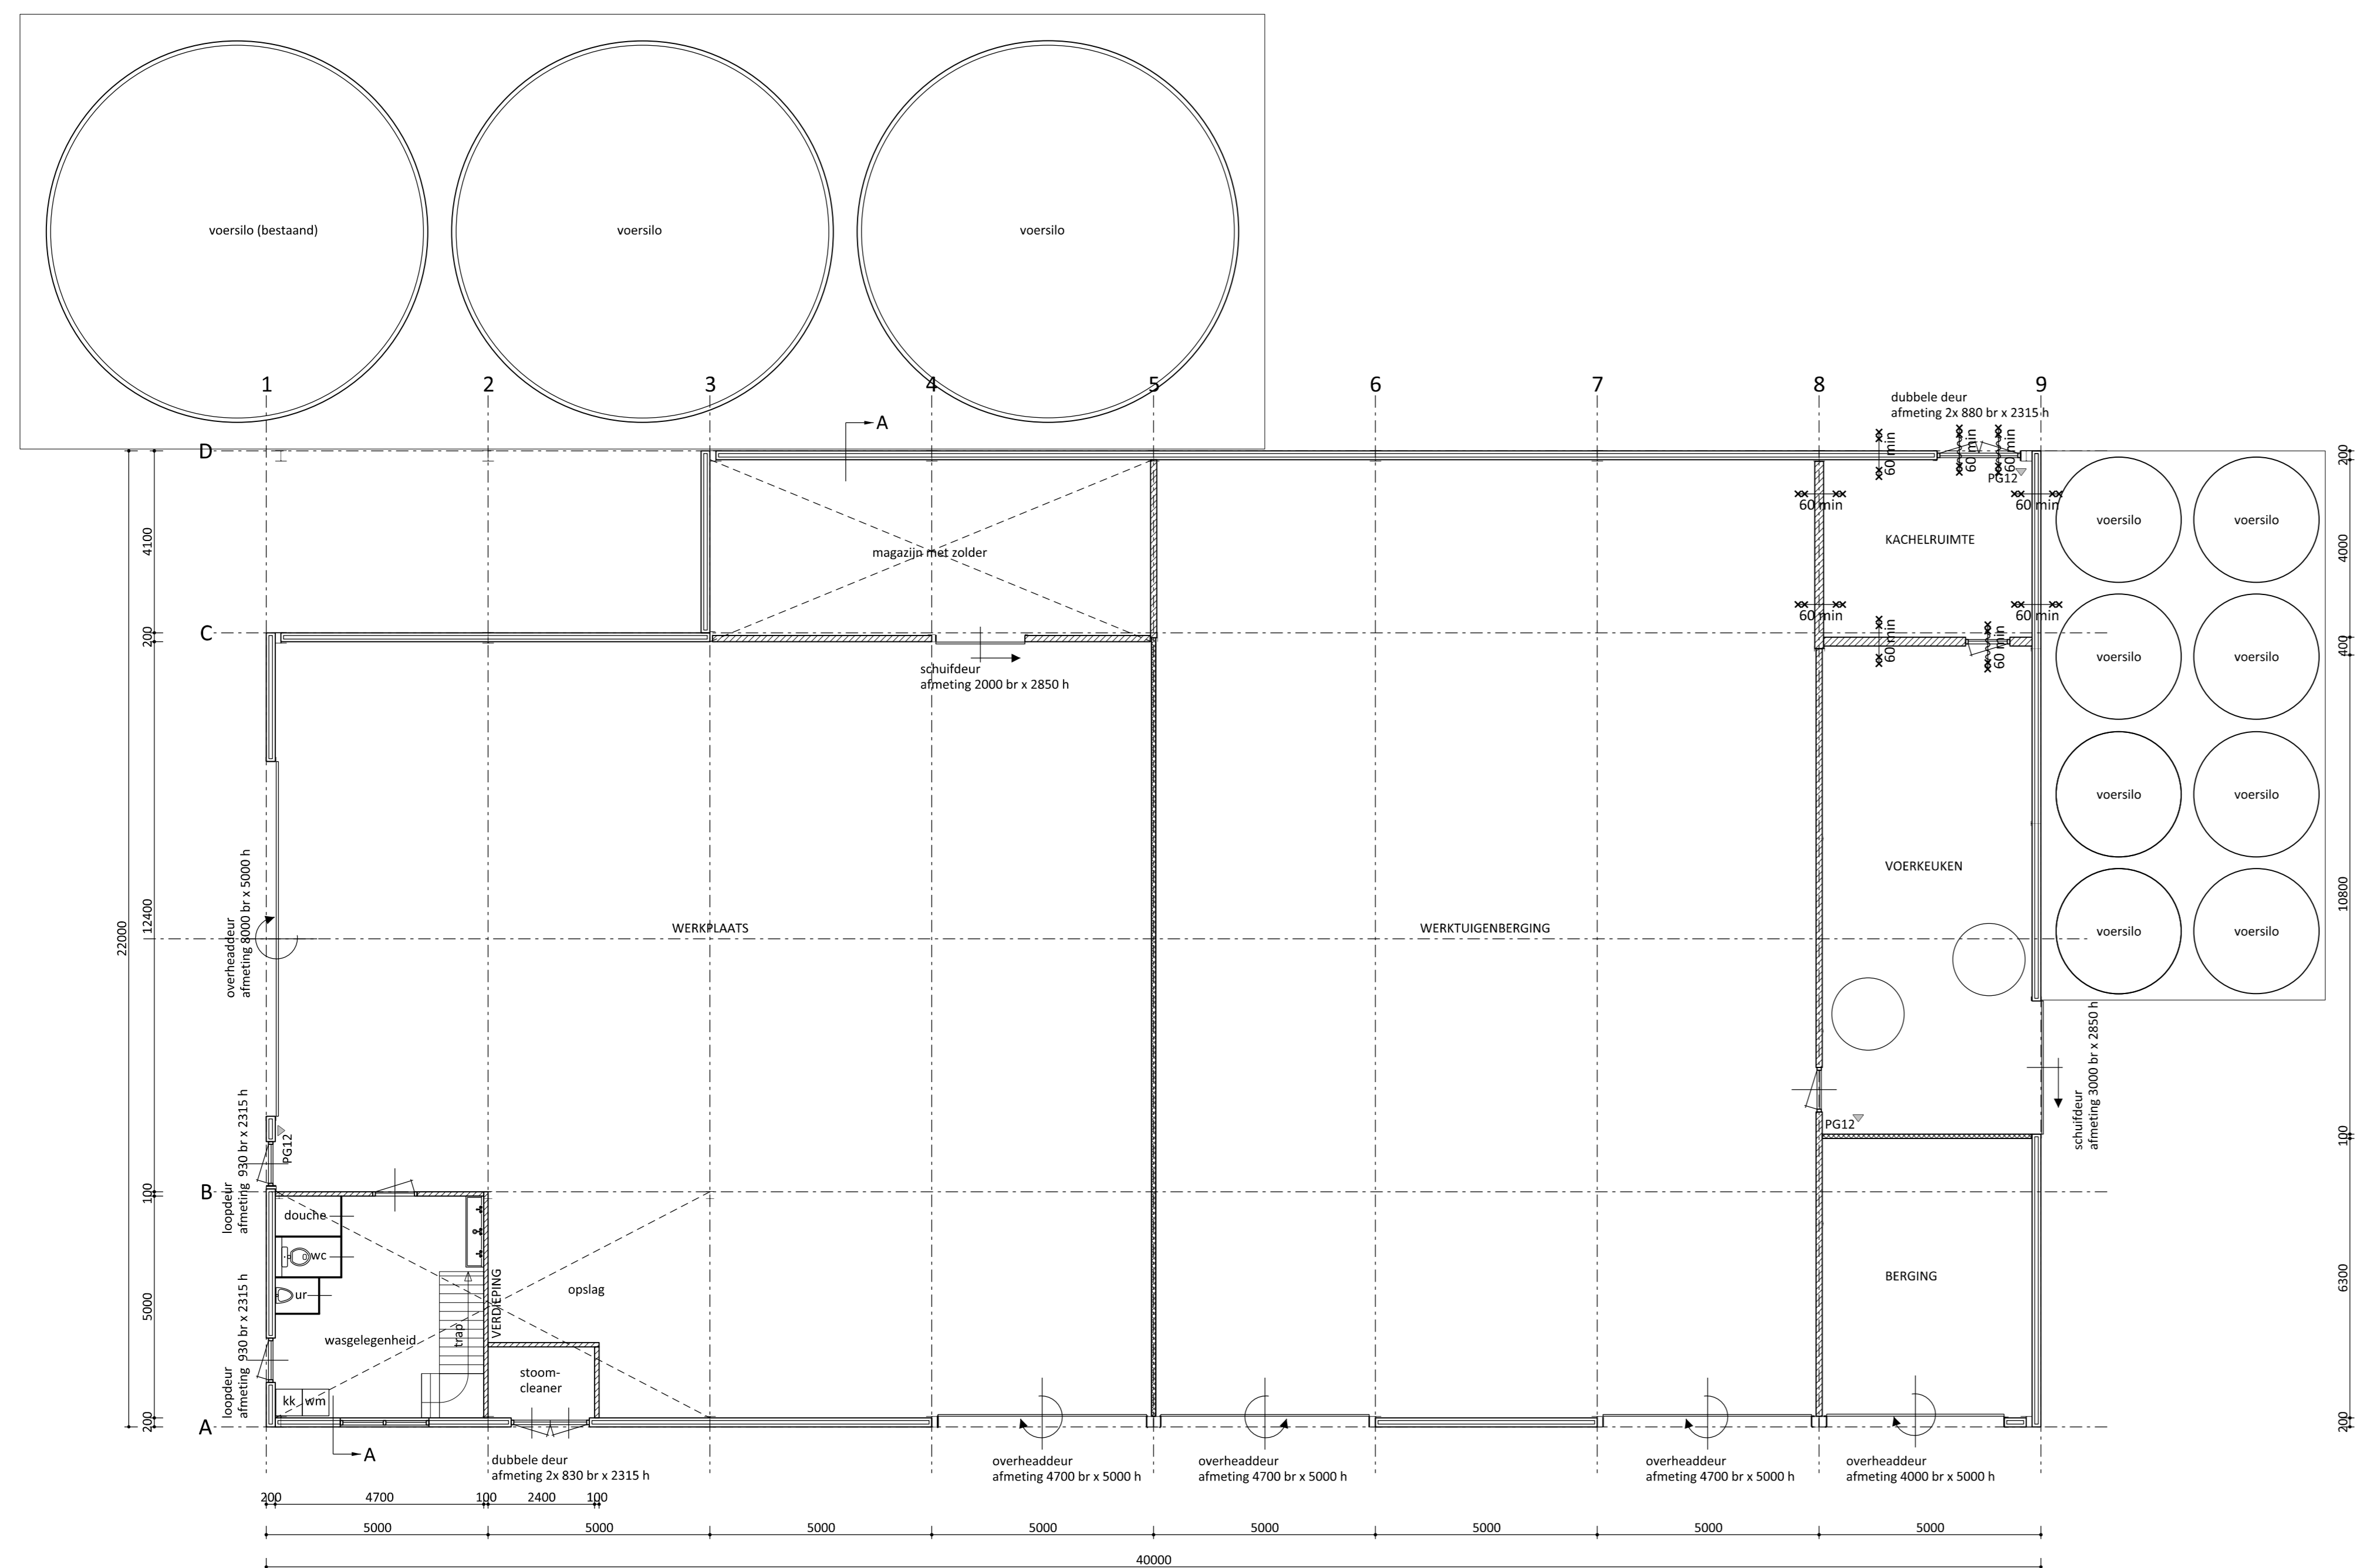 voersilo (bestaand)
voersilo
voersilo
1
2
3
4
5
6
7
8
9
dubbele deur
afmeting 2x 880 br x 2315 h
A
D
60 min
60 min
60 min
200
200
PG12
60 min
60 min
4100
magazijn met zolder
KACHELRUIMTE
voersilo
voersilo
4000
C
60 min
60 min
200
60 min
60 min
400
schuifdeur
afmeting 2000 br x 2850 h
voersilo
voersilo
voersilo
voersilo
overheaddeur
afmeting 8000 br x 5000 h
VOERKEUKEN
10800
22000
12400
WERKPLAATS
WERKTUIGENBERGING
voersilo
voersilo
schuifdeur
afmeting 3000 br x 2850 h
loopdeur
afmeting 930 br x 2315 h
PG12
PG12
100
B
100
douche
wc
ur
VERDIEPING
opslag
BERGING
5000
6300
loopdeur
afmeting 930 br x 2315 h
wasgelegenheid
trap
stoom-
cleaner
kk
wm
200
A
200
A
dubbele deur
afmeting 2x 830 br x 2315 h
overheaddeur
afmeting 4700 br x 5000 h
overheaddeur
afmeting 4700 br x 5000 h
overheaddeur
afmeting 4700 br x 5000 h
overheaddeur
afmeting 4000 br x 5000 h
200
4700
100
2400
100
5000
5000
5000
5000
5000
5000
5000
5000
40000